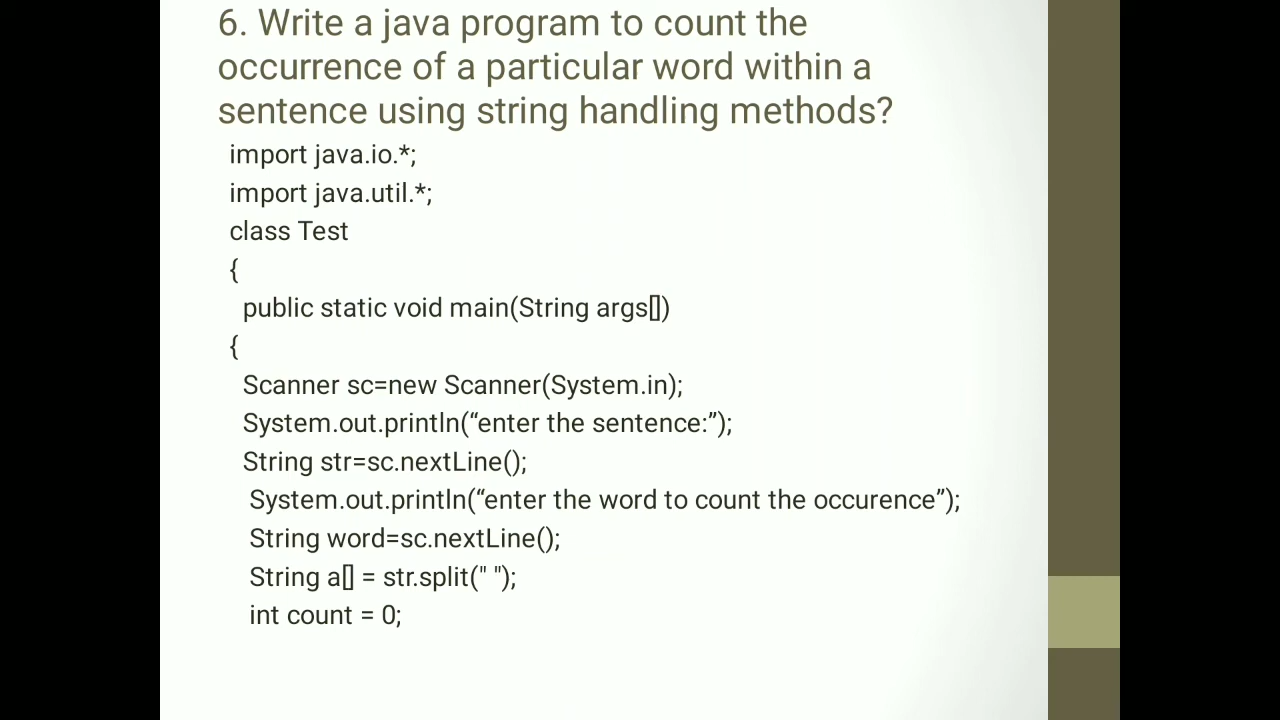 6. Write a java program to count the
occurrence of a particular word within a
sentence using string handling methods?
import java.io.*;
import java.util.*;
class Test
{
public static void main(String args[])
{
Scanner sc=new Scanner(System.in);
System.out.println(“enter the sentence:”);
String str=sc.nextLine();
System.out.println(“enter the word to count the occurence”);
String word=sc.nextLine();
String a[] = str.split(" ");
int count = 0;